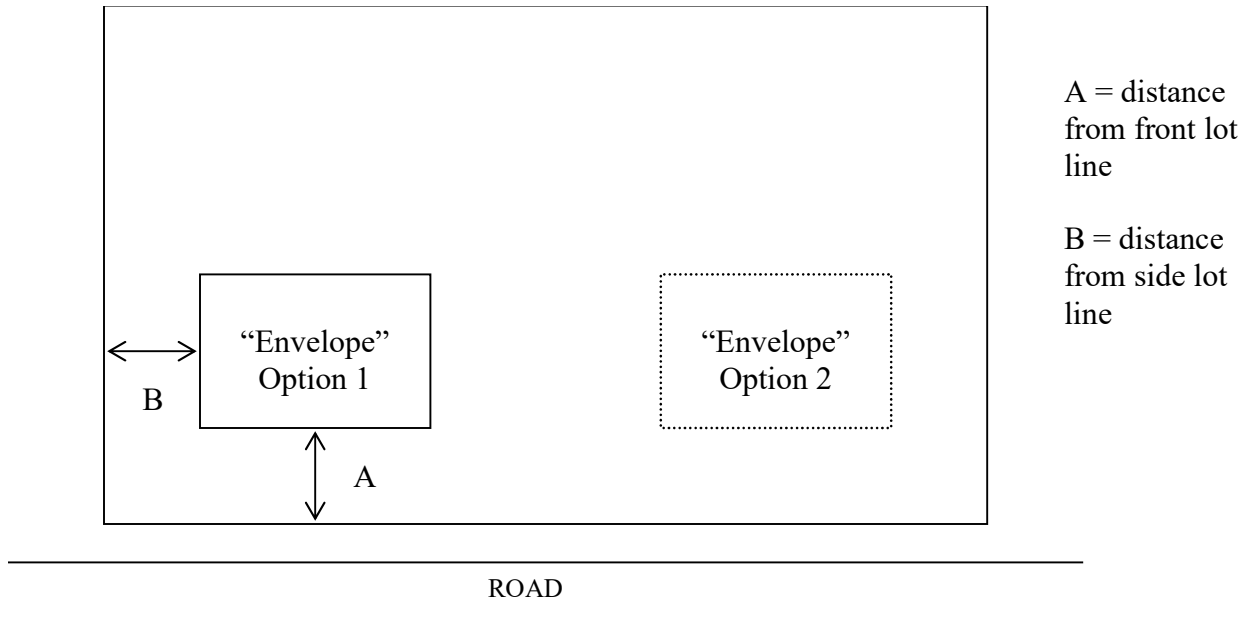 A = distance
from front lot
line
B = distance
from side lot
line
“Envelope”
Option 1
“Envelope”
Option 2
B
A
ROAD